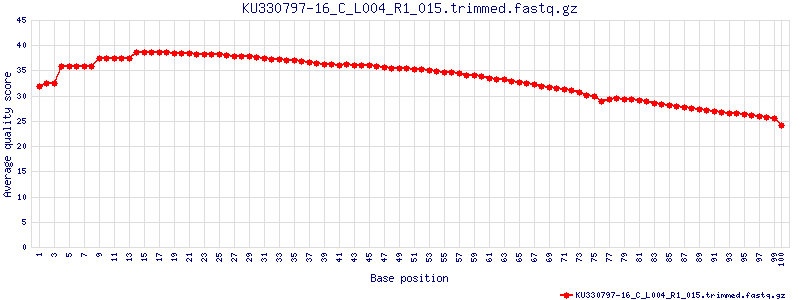 KU330797-16_C_L004_R1_015.trimmed.fastq.gz
45
40
35
30
25
20
15
10
5
0
Average quality score
1 3 5 7 9 11 13 15 17 19 21 23 25 27 29 31 33 35 37 39 41 43 45 47 49 51 53 55 57 59 61 63 65 67 69 71 73 75 77 79 81 83 85 87 89 91 93 95 97 99 100
Base position
KU330797-16_C_L004_R1_015.trimmed.fastq.gz